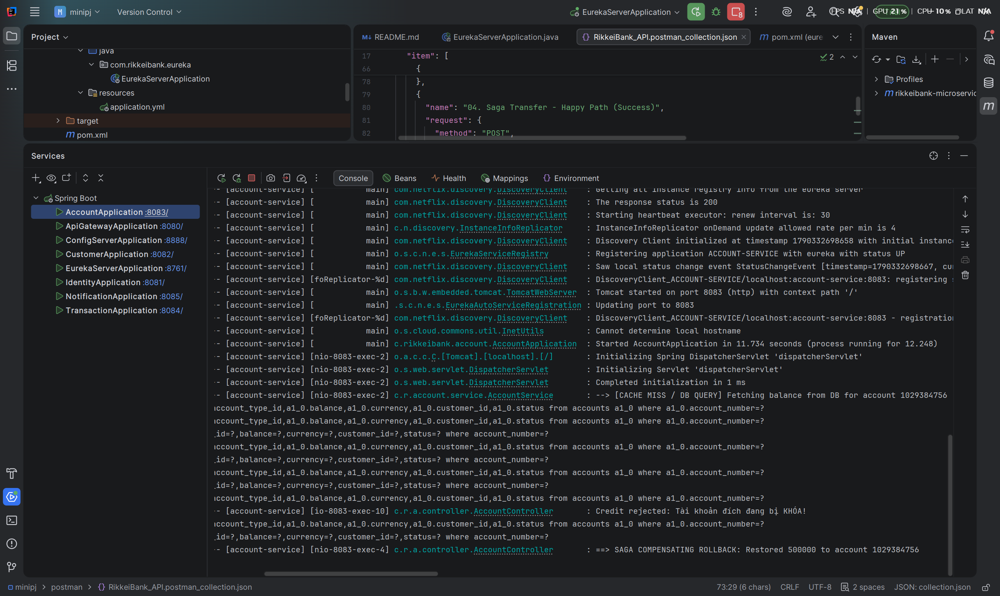 M minipj Version Control EurekaServerApplication 8 FPS N/A | GPU 21 % | CPU 10 % | LAT N/A
Project
java
com.rikkeibank.eureka
EurekaServerApplication
resources
application.yml
target
pom.xml
README.md EurekaServerApplication.java RikkeiBank_API.postman_collection.json pom.xml (eure
17 "item": [
66 {
78 },
79 {
80 "name": "04. Saga Transfer - Happy Path (Success)",
81 "request": {
82 "method": "POST",
2
Maven
Profiles
rikkeibank-microservic
Services
Console Beans Health Mappings Environment
Spring Boot
AccountApplication :8083/
ApiGatewayApplication :8080/
ConfigServerApplication :8888/
CustomerApplication :8082/
EurekaServerApplication :8761/
IdentityApplication :8081/
NotificationApplication :8085/
TransactionApplication :8084/
-- [account-service] [ main] com.netflix.discovery.DiscoveryClient : Getting all instance registry info from the eureka server
-- [account-service] [ main] com.netflix.discovery.DiscoveryClient : The response status is 200
-- [account-service] [ main] com.netflix.discovery.DiscoveryClient : Starting heartbeat executor: renew interval is: 30
-- [account-service] [ main] c.n.discovery.InstanceInfoReplicator : InstanceInfoReplicator onDemand update allowed rate per min is 4
-- [account-service] [ main] com.netflix.discovery.DiscoveryClient : Discovery Client initialized at timestamp 1790332698658 with initial instanc
-- [account-service] [ main] o.s.c.n.e.s.EurekaServiceRegistry : Registering application ACCOUNT-SERVICE with eureka with status UP
-- [account-service] [ main] com.netflix.discovery.DiscoveryClient : Saw local status change event StatusChangeEvent [timestamp=1790332698667, cu
-- [account-service] [foReplicator-%d] com.netflix.discovery.DiscoveryClient : DiscoveryClient_ACCOUNT-SERVICE/localhost:account-service:8083: registering
-- [account-service] [ main] o.s.b.w.embedded.tomcat.TomcatWebServer : Tomcat started on port 8083 (http) with context path '/'
-- [account-service] [ main] .s.c.n.e.s.EurekaAutoServiceRegistration : Updating port to 8083
-- [account-service] [foReplicator-%d] com.netflix.discovery.DiscoveryClient : DiscoveryClient_ACCOUNT-SERVICE/localhost:account-service:8083 - registratio
-- [account-service] [ main] o.s.cloud.commons.util.InetUtils : Cannot determine local hostname
-- [account-service] [ main] c.rikkeibank.account.AccountApplication : Started AccountApplication in 11.734 seconds (process running for 12.248)
-- [account-service] [nio-8083-exec-2] o.a.c.c.C.[Tomcat].[localhost].[/] : Initializing Spring DispatcherServlet 'dispatcherServlet'
-- [account-service] [nio-8083-exec-2] o.s.web.servlet.DispatcherServlet : Initializing Servlet 'dispatcherServlet'
-- [account-service] [nio-8083-exec-2] o.s.web.servlet.DispatcherServlet : Completed initialization in 1 ms
-- [account-service] [nio-8083-exec-2] c.r.account.service.AccountService : --> [CACHE MISS / DB QUERY] Fetching balance from DB for account 1029384756
account_type_id,a1_0.balance,a1_0.currency,a1_0.customer_id,a1_0.status from accounts a1_0 where a1_0.account_number=?
account_type_id,a1_0.balance,a1_0.currency,a1_0.customer_id,a1_0.status from accounts a1_0 where a1_0.account_number=?
_id=?,balance=?,currency=?,customer_id=?,status=? where account_number=?
account_type_id,a1_0.balance,a1_0.currency,a1_0.customer_id,a1_0.status from accounts a1_0 where a1_0.account_number=?
_id=?,balance=?,currency=?,customer_id=?,status=? where account_number=?
account_type_id,a1_0.balance,a1_0.currency,a1_0.customer_id,a1_0.status from accounts a1_0 where a1_0.account_number=?
_id=?,balance=?,currency=?,customer_id=?,status=? where account_number=?
account_type_id,a1_0.balance,a1_0.currency,a1_0.customer_id,a1_0.status from accounts a1_0 where a1_0.account_number=?
-- [account-service] [io-8083-exec-10] c.r.a.controller.AccountController : Credit rejected: Tài khoản đích đang bị KHÓA!
account_type_id,a1_0.balance,a1_0.currency,a1_0.customer_id,a1_0.status from accounts a1_0 where a1_0.account_number=?
_id=?,balance=?,currency=?,customer_id=?,status=? where account_number=?
-- [account-service] [nio-8083-exec-4] c.r.a.controller.AccountController : ==> SAGA COMPENSATING ROLLBACK: Restored 500000 to account 1029384756
minipj > postman > RikkeiBank_API.postman_collection.json 73:29 (6 chars) CRLF UTF-8 2 spaces JSON: collection.json